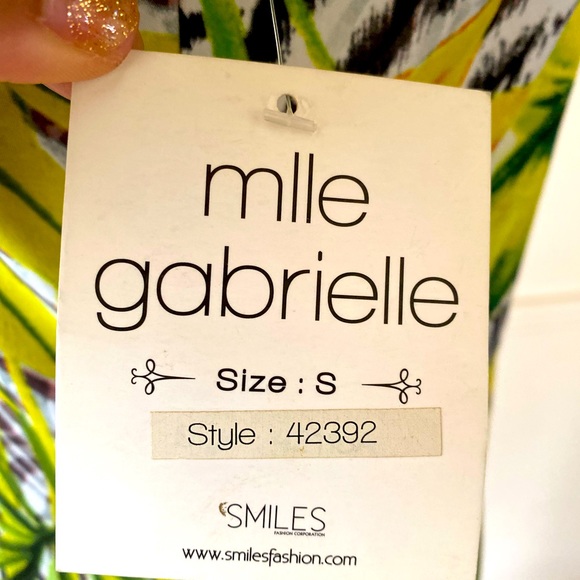 mlle
gabrielle
Size : S
Style : 42392
SMILES
FASHION CORPORATION
www.smilesfashion.com